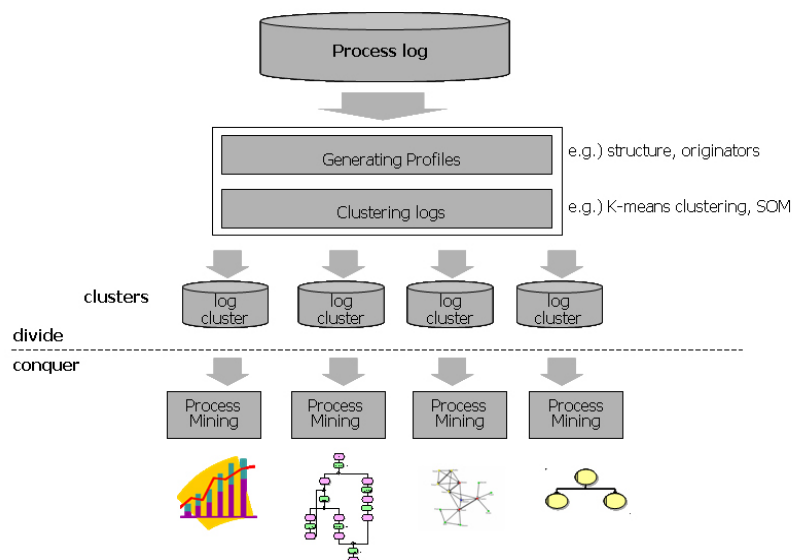 Process log
Generating Profiles
e.g.) structure, originators
Clustering logs
e.g.) K-means clustering, SOM
clusters
log
cluster
log
cluster
log
cluster
log
cluster
divide
conquer
Process
Mining
Process
Mining
Process
Mining
Process
Mining